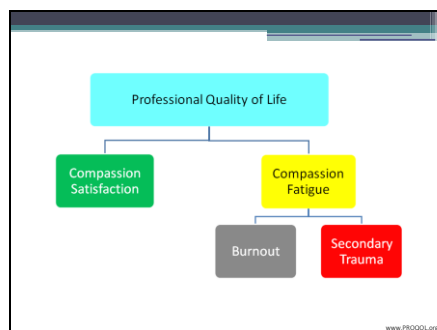 Professional Quality of Life
Compassion
Satisfaction
Compassion
Fatigue
Burnout
Secondary
Trauma
www.PROQOL.org